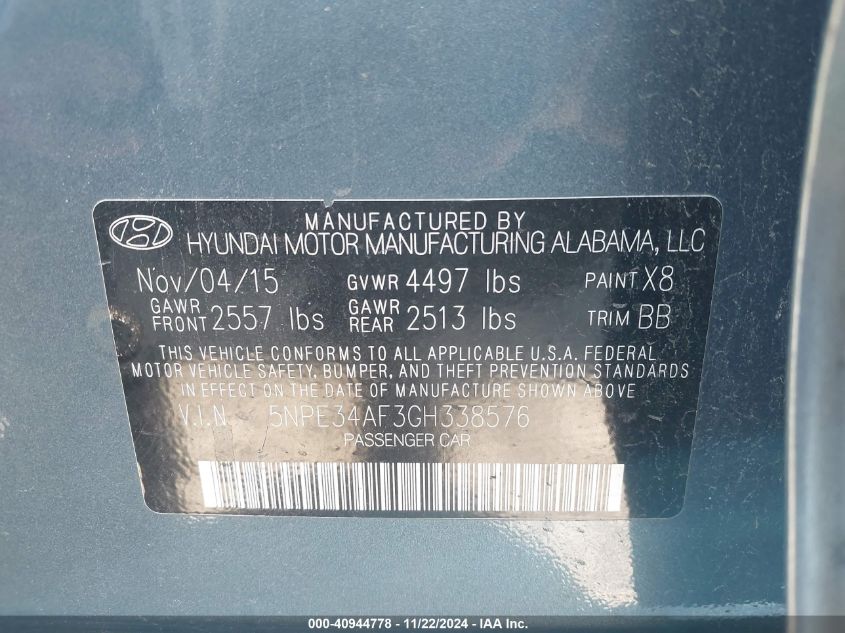 MANUFACTURED BY
HYUNDAI MOTOR MANUFACTURING ALABAMA, LLC
Nov/04/15 GVWR 4497 lbs PAINT X8
GAWR FRONT 2557 lbs GAWR REAR 2513 lbs TRIM BB
THIS VEHICLE CONFORMS TO ALL APPLICABLE U.S.A. FEDERAL
MOTOR VEHICLE SAFETY, BUMPER, AND THEFT PREVENTION STANDARDS
IN EFFECT ON THE DATE OF MANUFACTURE SHOWN ABOVE.
V.I.N. 5NPE34AF3GH338576
PASSENGER CAR
000-40944778 - 11/22/2024 - IAA, Inc.